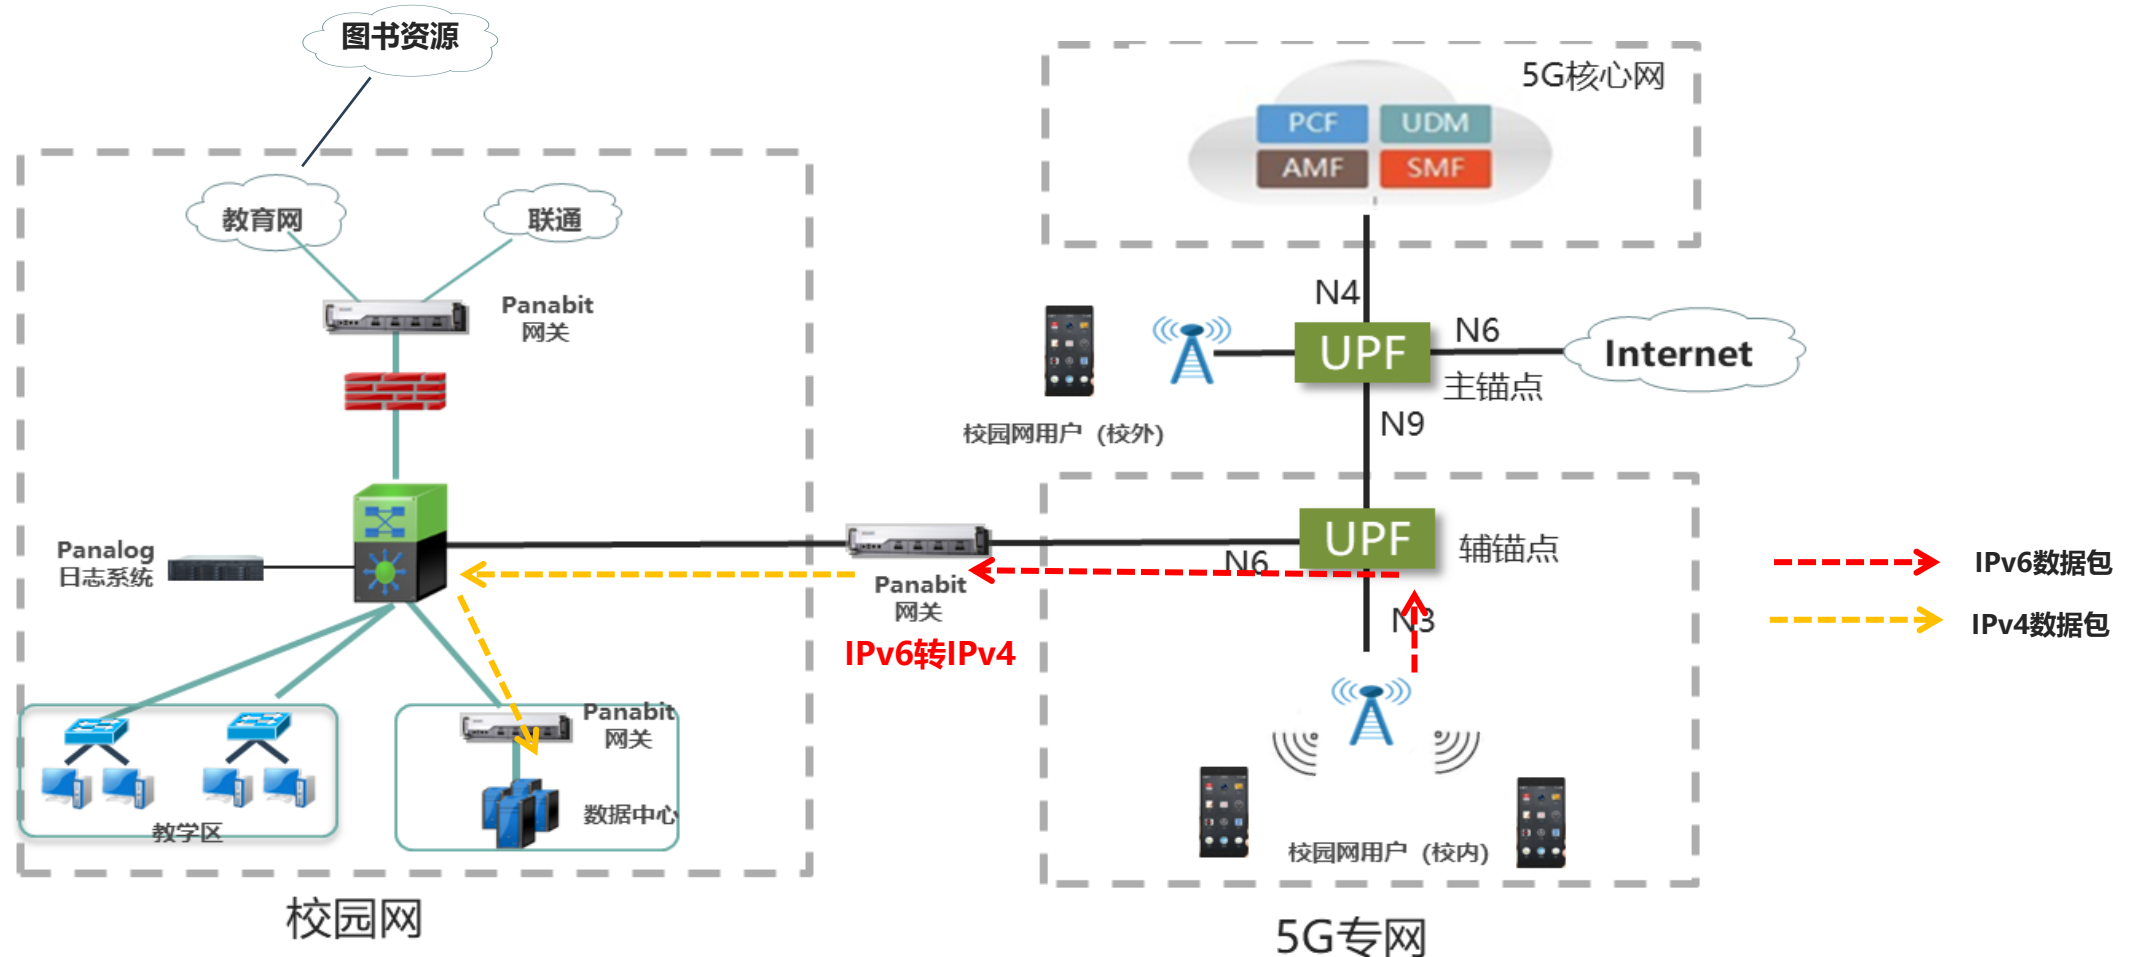 图书资源
5G核心网
PCF
UDM
AMF
SMF
教育网
联通
Panabit
网关
N4
N6
UPF
Internet
主锚点
校园网用户（校外）
N9
Panalog
日志系统
Panabit
网关
IPv6转IPv4
N6
UPF
辅锚点
N3
IPv6数据包
IPv4数据包
Panabit
网关
数据中心
教学区
校园网用户（校内）
校园网
5G专网